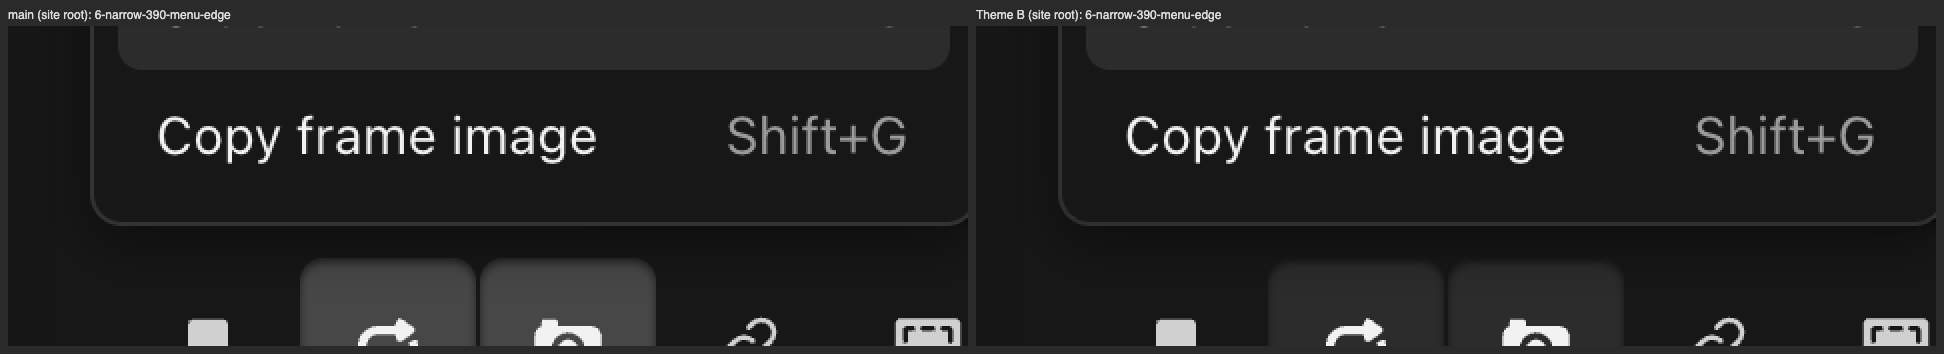 main (site root): 6-narrow-390-menu-edge
Theme B (site root): 6-narrow-390-menu-edge
Copy frame image Shift+G
Copy frame image Shift+G